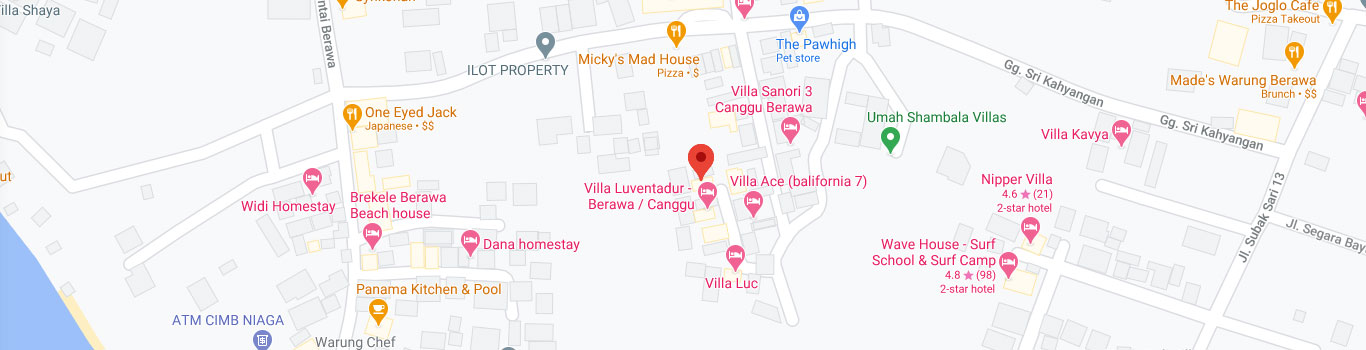 Villa Shaya
ntai Berawa
ILOT PROPERTY
Micky's Mad House
Pizza • $
The Pawhigh
Pet store
The Joglo Cafe
Pizza Takeout
Made's Warung Berawa
Brunch • $$
Gg. Sri Kahyangan
Gg. Sri Kahyangan
One Eyed Jack
Japanese • $$
Villa Sanori 3
Canggu Berawa
Umah Shambala Villas
Villa Kavya
ut
Widi Homestay
Brekele Berawa
Beach house
Villa Luventadur -
Berawa / Canggu
Villa Ace (balifornia 7)
Nipper Villa
4.6 ★ (21)
2-star hotel
Jl. Subak Sari 13
Jl. Segara Bay
Dana homestay
Wave House - Surf
School & Surf Camp
4.8 ★ (98)
2-star hotel
Villa Luc
Panama Kitchen & Pool
ATM CIMB NIAGA
Warung Chef